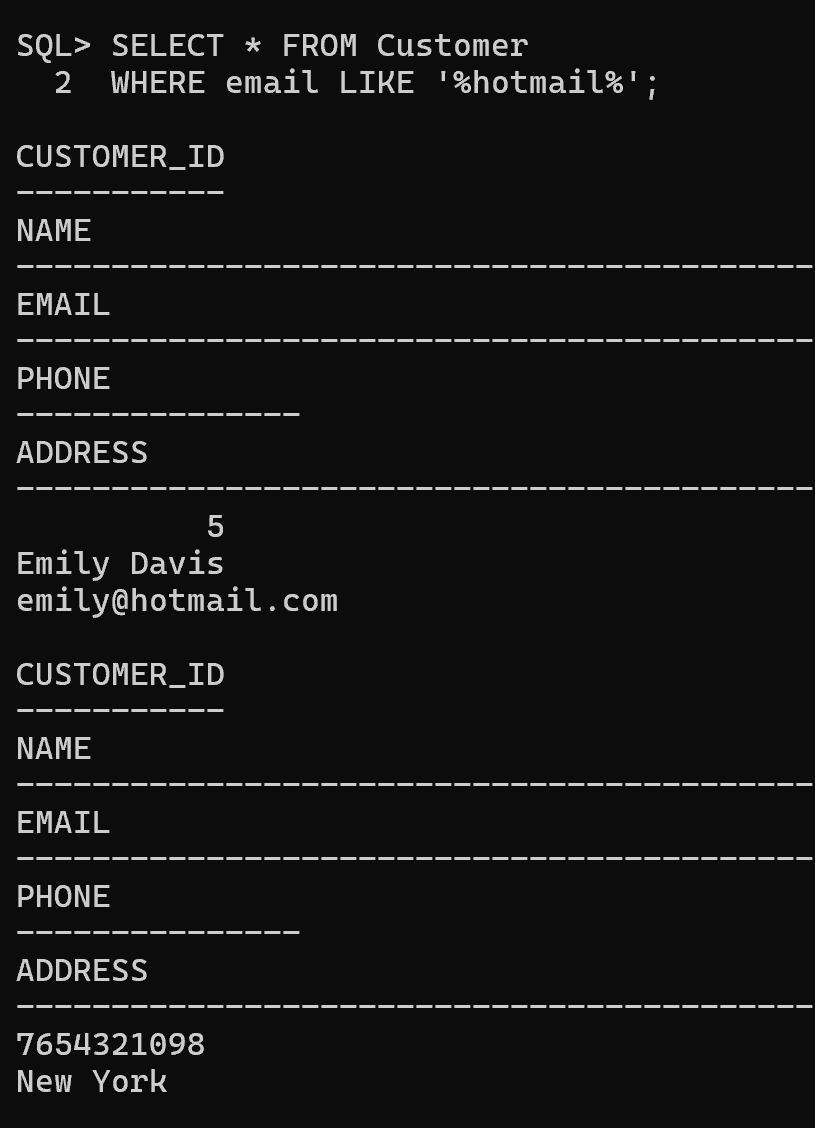 SQL> SELECT * FROM Customer
  2  WHERE email LIKE '%hotmail%';
CUSTOMER_ID
-----------
NAME
------------------------------------------
EMAIL
------------------------------------------
PHONE
---------------
ADDRESS
------------------------------------------
          5
Emily Davis
emily@hotmail.com
CUSTOMER_ID
-----------
NAME
------------------------------------------
EMAIL
------------------------------------------
PHONE
---------------
ADDRESS
------------------------------------------
7654321098
New York